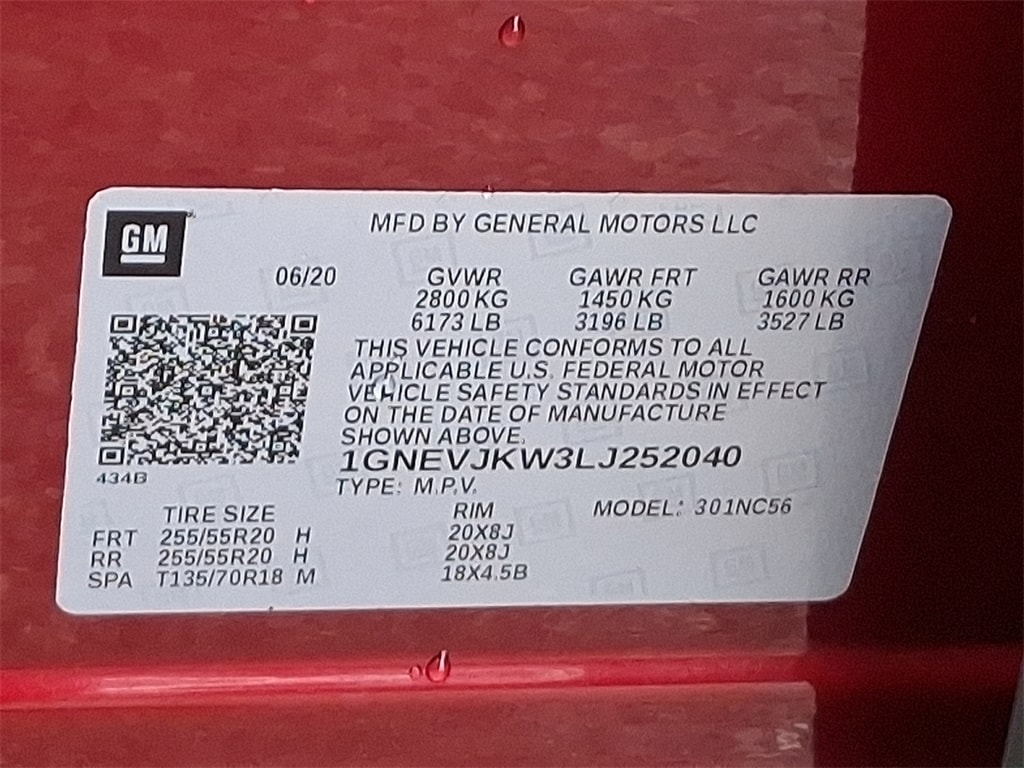 GM
MFD BY GENERAL MOTORS LLC
06/20 GVWR GAWR FRT GAWR RR
2800 KG 1450 KG 1600 KG
6173 LB 3196 LB 3527 LB
THIS VEHICLE CONFORMS TO ALL
APPLICABLE U.S. FEDERAL MOTOR
VEHICLE SAFETY STANDARDS IN EFFECT
ON THE DATE OF MANUFACTURE
SHOWN ABOVE.
1GNEVJKW3LJ252040
434B
TYPE: M.P.V.
TIRE SIZE RIM MODEL: 301NC56
FRT 255/55R20 H 20X8J
RR 255/55R20 H 20X8J
SPA T135/70R18 M 18X4.5B